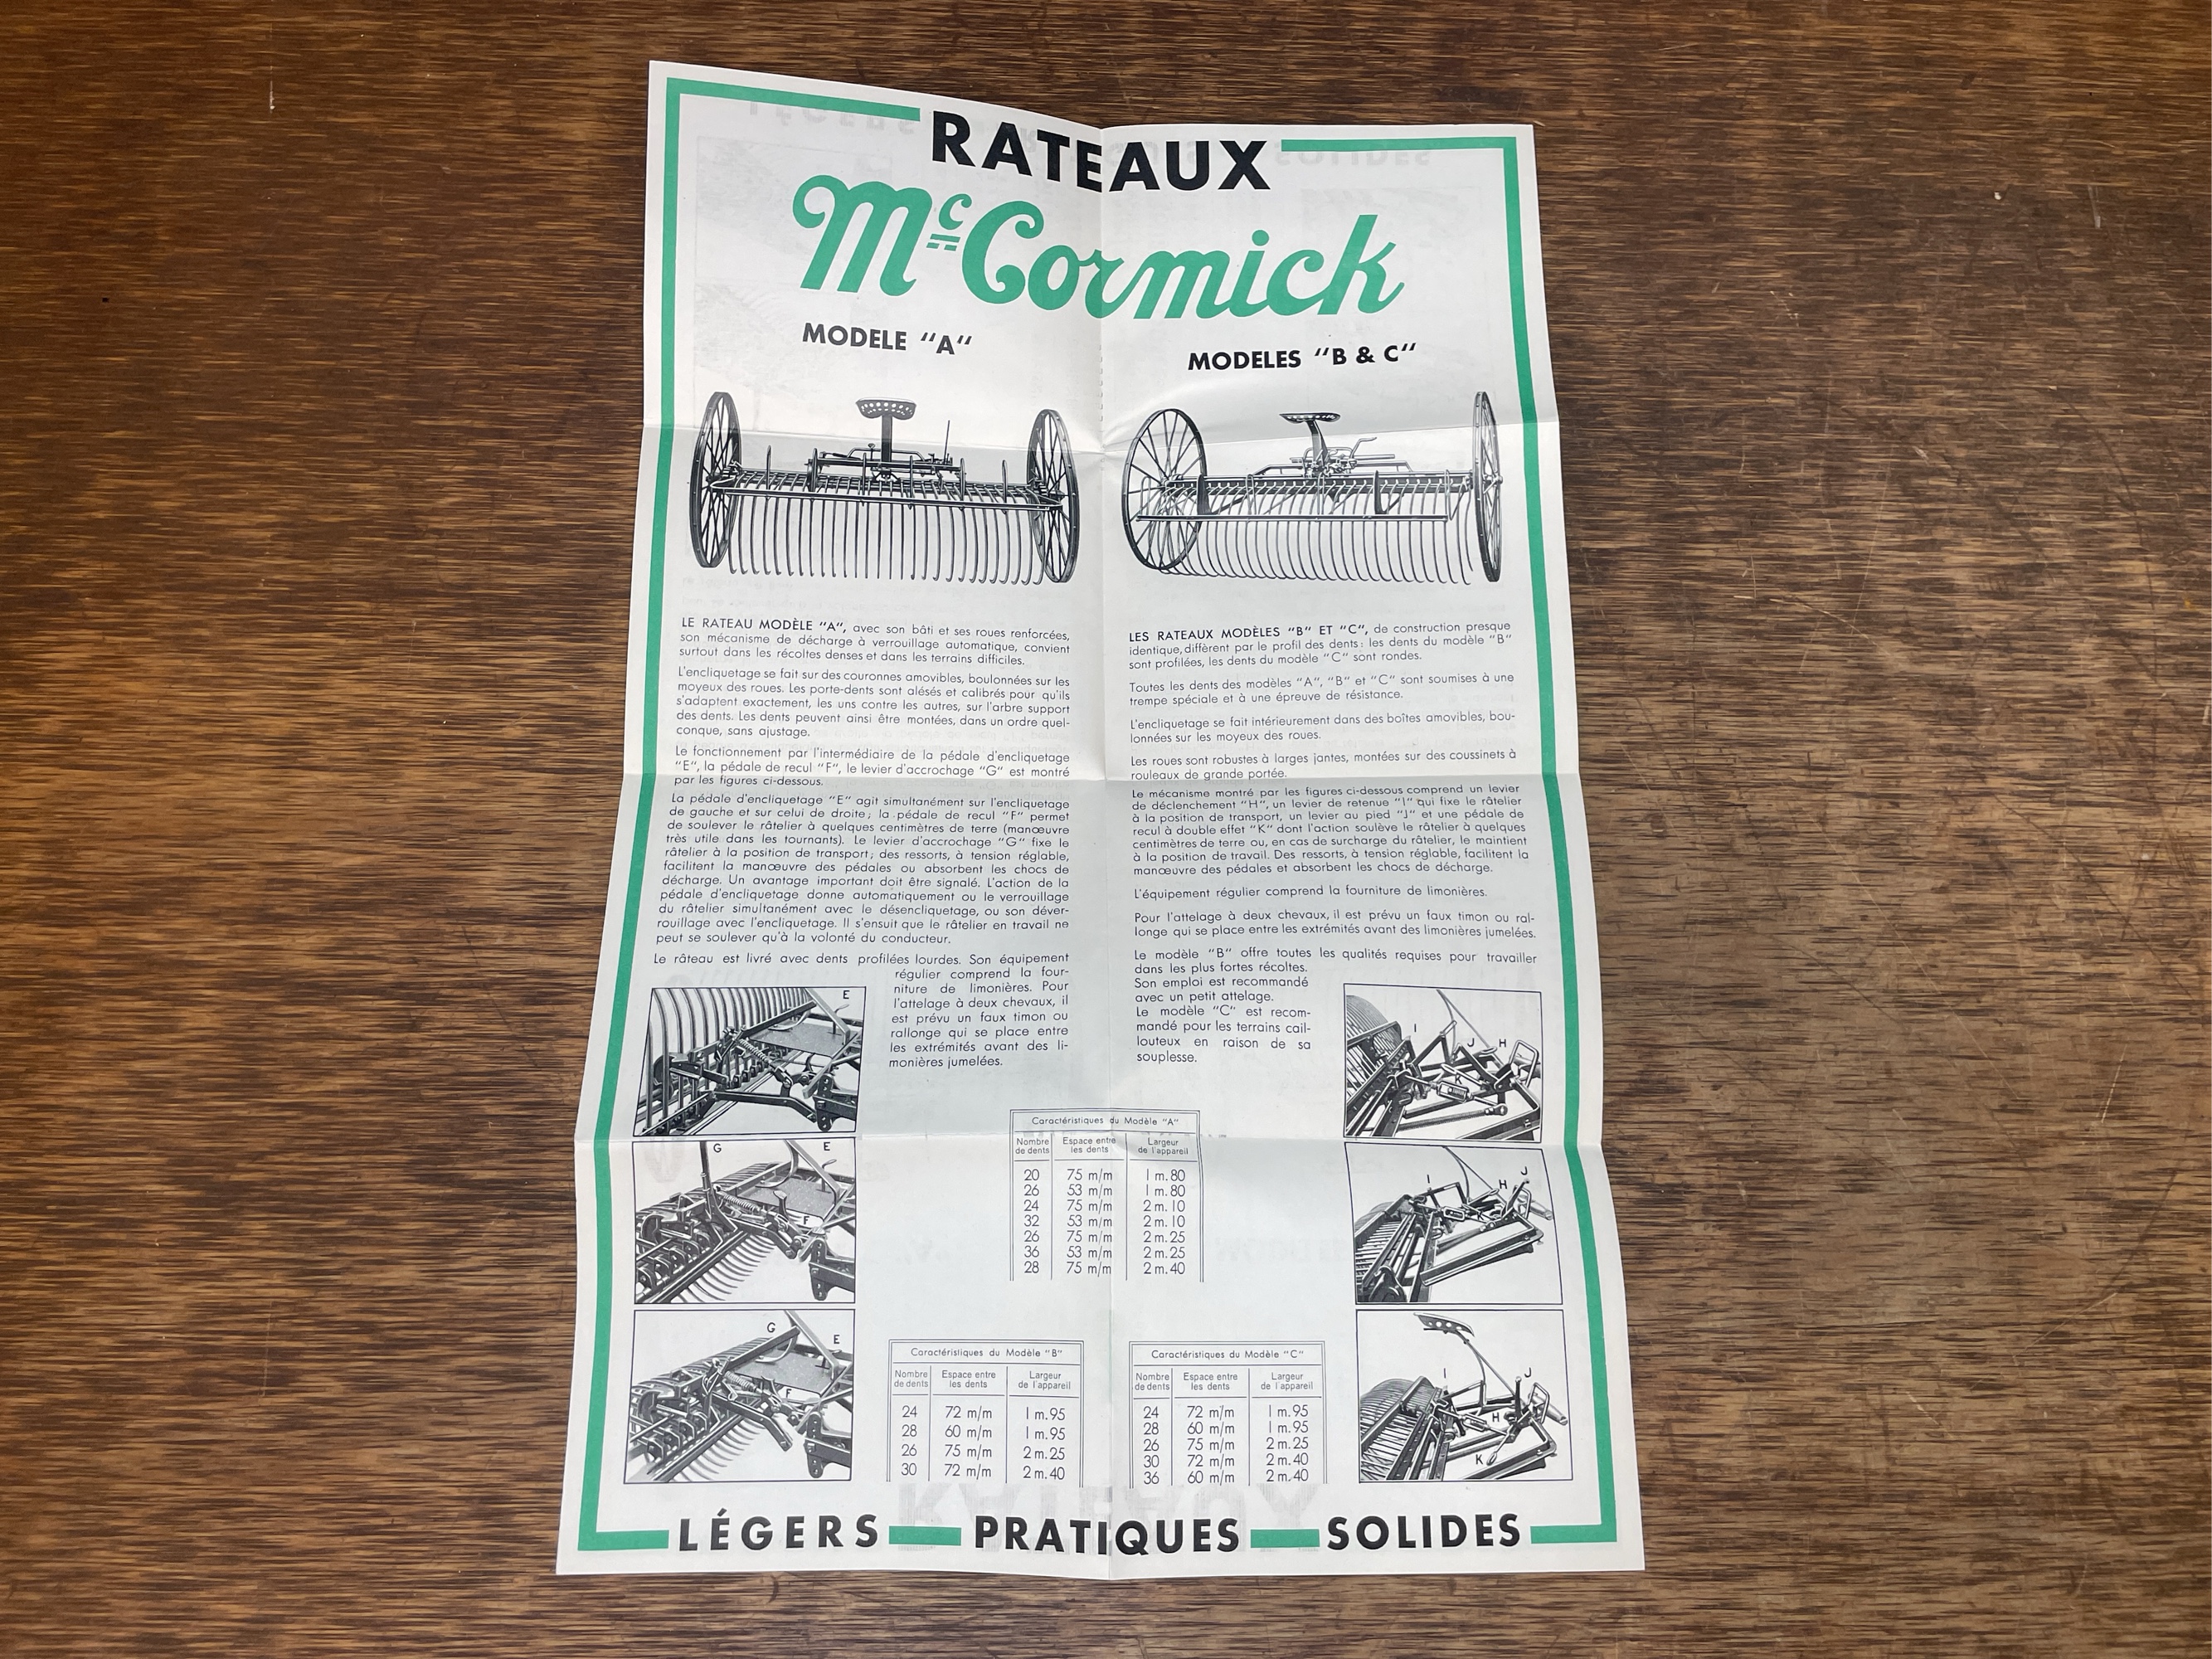 RATEAUX
McCormick
MODELE "A"
LE RATEAU MODÈLE "A", avec son bâti et ses roues renforcées,
son mécanisme de décharge à verrouillage automatique, convient
surtout dans les récoltes denses et dans les terrains difficiles.
L'encliquetage se fait sur des couronnes amovibles, boulonnées sur les
moyeux des roues. Les porte-dents sont alésés et calibrés pour qu'ils
s'adaptent exactement, les uns contre les autres, sur l'arbre support
des dents. Les dents peuvent ainsi être montées, dans un ordre quel-
conque, sans ajustage.
Le fonctionnement par l'intermédiaire de la pédale d'encliquetage
"E", la pédale de recul "F", le levier d'accrochage "G" est montré
par les figures ci-dessous.
La pédale d'encliquetage "E" agit simultanément sur l'encliquetage
de gauche et sur celui de droite; la pédale de recul "F" permet
de soulever le râtelier à quelques centimètres de terre (manœuvre
très utile dans les tournants). Le levier d'accrochage "G" fixe le
râtelier à la position de transport; des ressorts, à tension réglable,
facilitent la manœuvre des pédales ou absorbent les chocs de
décharge. Un avantage important doit être signalé. L'action de la
pédale d'encliquetage donne automatiquement ou le verrouillage
du râtelier simultanément avec le désencliquetage, ou son déver-
rouillage avec l'encliquetage. Il s'ensuit que le râtelier en travail ne
peut se soulever qu'à la volonté du conducteur.
Le râteau est livré avec dents profilées lourdes. Son équipement
régulier comprend la four-
niture de limonières. Pour
l'attelage à deux chevaux, il
est prévu un faux timon ou
rallonge qui se place entre
les extrémités avant des li-
monières jumelées.
E
G E
F
G E
F
MODELES "B & C"
LES RATEAUX MODÈLES "B" ET "C", de construction presque
identique, diffèrent par le profil des dents: les dents du modèle "B"
sont profilées, les dents du modèle "C" sont rondes.
Toutes les dents des modèles "A", "B" et "C" sont soumises à une
trempe spéciale et à une épreuve de résistance.
L'encliquetage se fait intérieurement dans des boîtes amovibles, bou-
lonnées sur les moyeux des roues.
Les roues sont robustes à larges jantes, montées sur des coussinets à
rouleaux de grande portée.
Le mécanisme montré par les figures ci-dessous comprend un levier
de déclenchement "H", un levier de retenue "I" qui fixe le râtelier
à la position de transport, un levier au pied "J" et une pédale de
recul à double effet "K" dont l'action soulève le râtelier à quelques
centimètres de terre ou, en cas de surcharge du râtelier, le maintient
à la position de travail. Des ressorts, à tension réglable, facilitent la
manœuvre des pédales et absorbent les chocs de décharge.
L'équipement régulier comprend la fourniture de limonières.
Pour l'attelage à deux chevaux, il est prévu un faux timon ou ral-
longe qui se place entre les extrémités avant des limonières jumelées.
Le modèle "B" offre toutes les qualités requises pour travailler
dans les plus fortes récoltes.
Son emploi est recommandé
avec un petit attelage.
Le modèle "C" est recom-
mandé pour les terrains cail-
louteux en raison de sa
souplesse.
I J H
K
I H J
I J
H
K
Caractéristiques du Modèle "A"
Nombre de dents Espace entre les dents Largeur de l'appareil
20 75 m/m 1 m. 80
26 53 m/m 1 m. 80
24 75 m/m 2 m. 10
32 53 m/m 2 m. 10
26 75 m/m 2 m. 25
36 53 m/m 2 m. 25
28 75 m/m 2 m. 40
Caractéristiques du Modèle "B"
Nombre de dents Espace entre les dents Largeur de l'appareil
24 72 m/m 1 m. 95
28 60 m/m 1 m. 95
26 75 m/m 2 m. 25
30 72 m/m 2 m. 40
Caractéristiques du Modèle "C"
Nombre de dents Espace entre les dents Largeur de l'appareil
24 72 m/m 1 m. 95
28 60 m/m 1 m. 95
26 75 m/m 2 m. 25
30 72 m/m 2 m. 40
36 60 m/m 2 m. 40
LÉGERS PRATIQUES SOLIDES